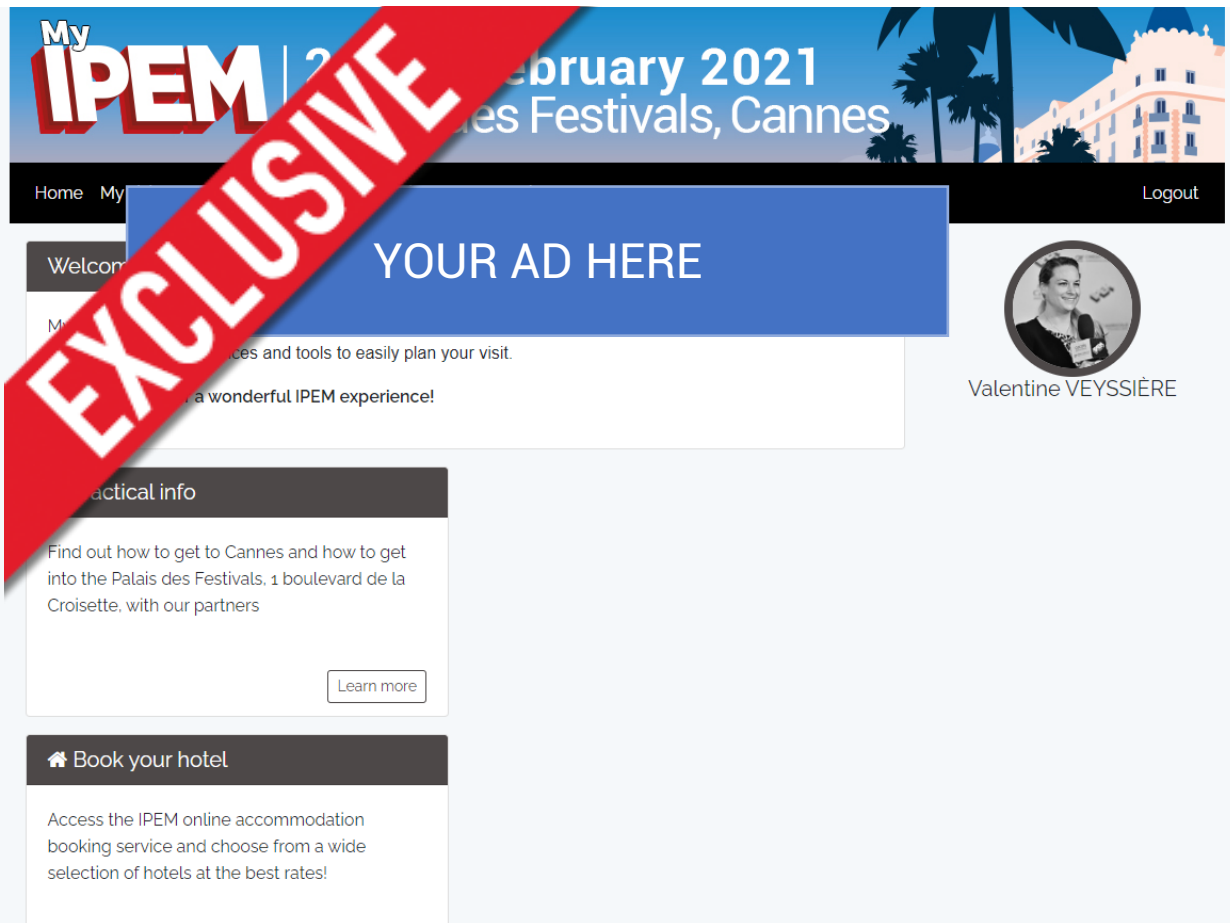 My
IPEM
February 2021
des Festivals, Cannes
EXCLUSIVE
Home My
Logout
YOUR AD HERE
Welcom
My
ces and tools to easily plan your visit.
a wonderful IPEM experience!
Valentine VEYSSIÈRE
actical info
Find out how to get to Cannes and how to get
into the Palais des Festivals, 1 boulevard de la
Croisette, with our partners
Learn more
Book your hotel
Access the IPEM online accommodation
booking service and choose from a wide
selection of hotels at the best rates!